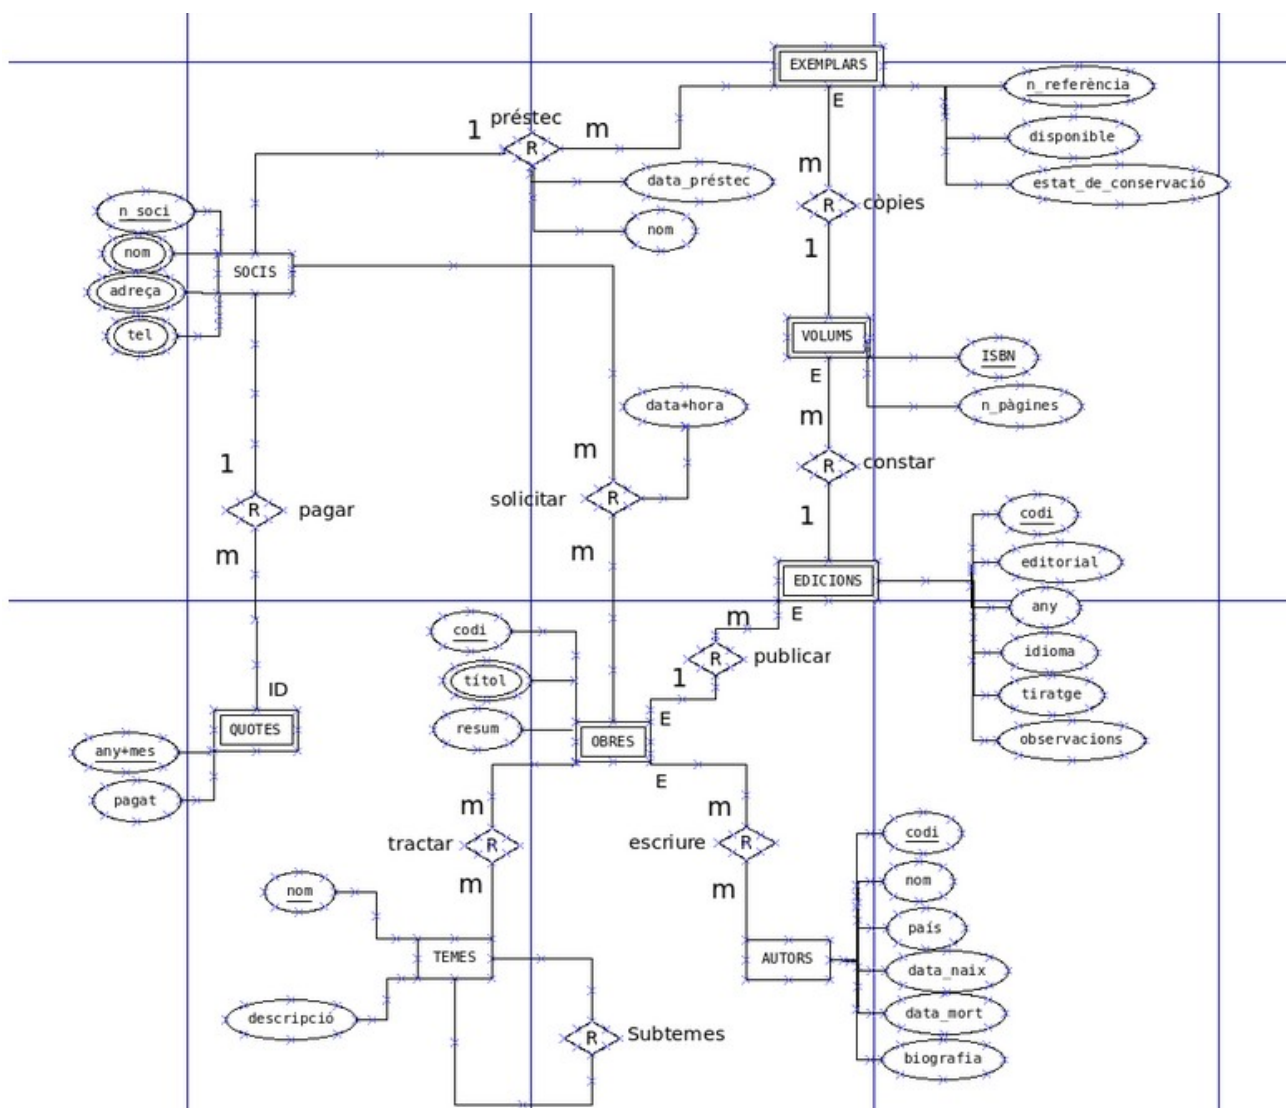 EXEMPLARS
E
n_referència
disponible
estat_de_conservació
préstec
1
R
m
data_préstec
nom
m
R
còpies
1
n_soci
nom
adreça
tel
SOCIS
VOLUMS
E
ISBN
n_pàgines
data+hora
m
R
constar
1
1
R
pagar
m
m
solicitar
R
m
EDICIONS
E
codi
editorial
any
idioma
tiratge
observacions
m
R
publicar
1
codi
títol
resum
OBRES
E
E
ID
QUOTES
any+mes
pagat
m
tractar
R
m
m
escriure
R
m
nom
TEMES
descripció
R
Subtemes
AUTORS
codi
nom
país
data_naix
data_mort
biografia